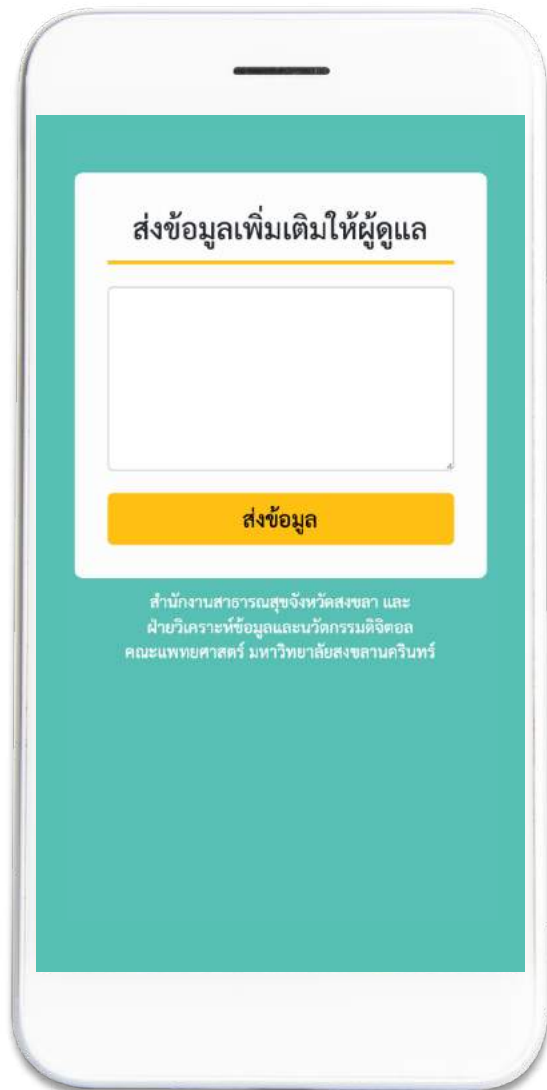 ส่งข้อมูลเพิ่มเติมให้ผู้ดูแล
ส่งข้อมูล
สำนักงานสาธารณสุขจังหวัดสงขลา และ
ฝ่ายวิเคราะห์ข้อมูลและนวัตกรรมดิจิตอล
คณะแพทยศาสตร์ มหาวิทยาลัยสงขลานครินทร์